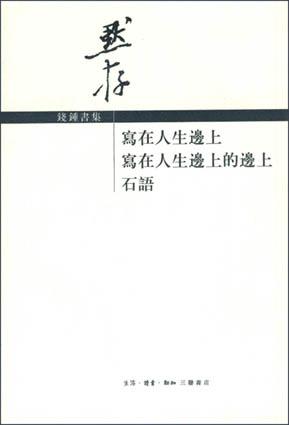 默存
錢鍾書集
寫在人生邊上
寫在人生邊上的邊上
石語
生活·讀書·新知 三聯書店